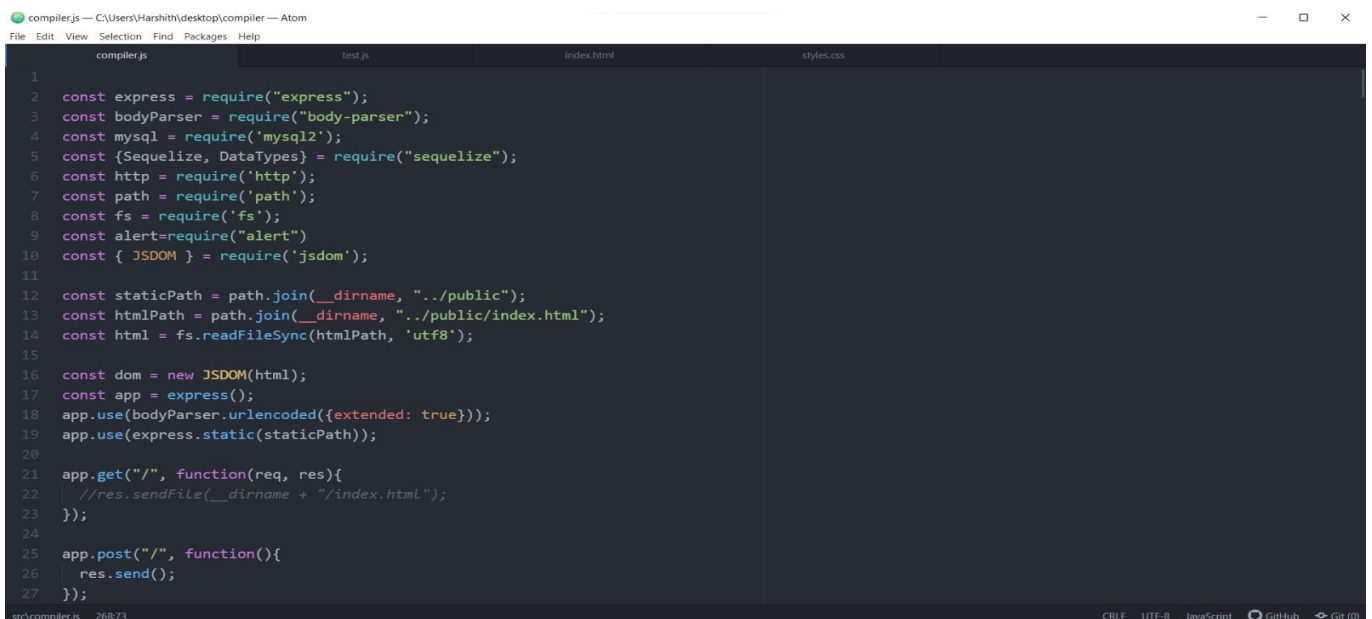 compiler.js — C:\Users\Harshith\desktop\compiler — Atom
File Edit View Selection Find Packages Help
compiler.js test.js index.html styles.css
1
2 const express = require("express");
3 const bodyParser = require("body-parser");
4 const mysql = require('mysql2');
5 const {Sequelize, DataTypes} = require("sequelize");
6 const http = require('http');
7 const path = require('path');
8 const fs = require('fs');
9 const alert=require("alert")
10 const { JSDOM } = require('jsdom');
11
12 const staticPath = path.join(__dirname, "../public");
13 const htmlPath = path.join(__dirname, "../public/index.html");
14 const html = fs.readFileSync(htmlPath, 'utf8');
15
16 const dom = new JSDOM(html);
17 const app = express();
18 app.use(bodyParser.urlencoded({extended: true}));
19 app.use(express.static(staticPath));
20
21 app.get("/", function(req, res){
22 //res.sendFile(__dirname + "/index.html");
23 });
24
25 app.post("/", function(){
26 res.send();
27 });
src\compiler.js 268:73 CRLF UTF-8 JavaScript GitHub Git (0)